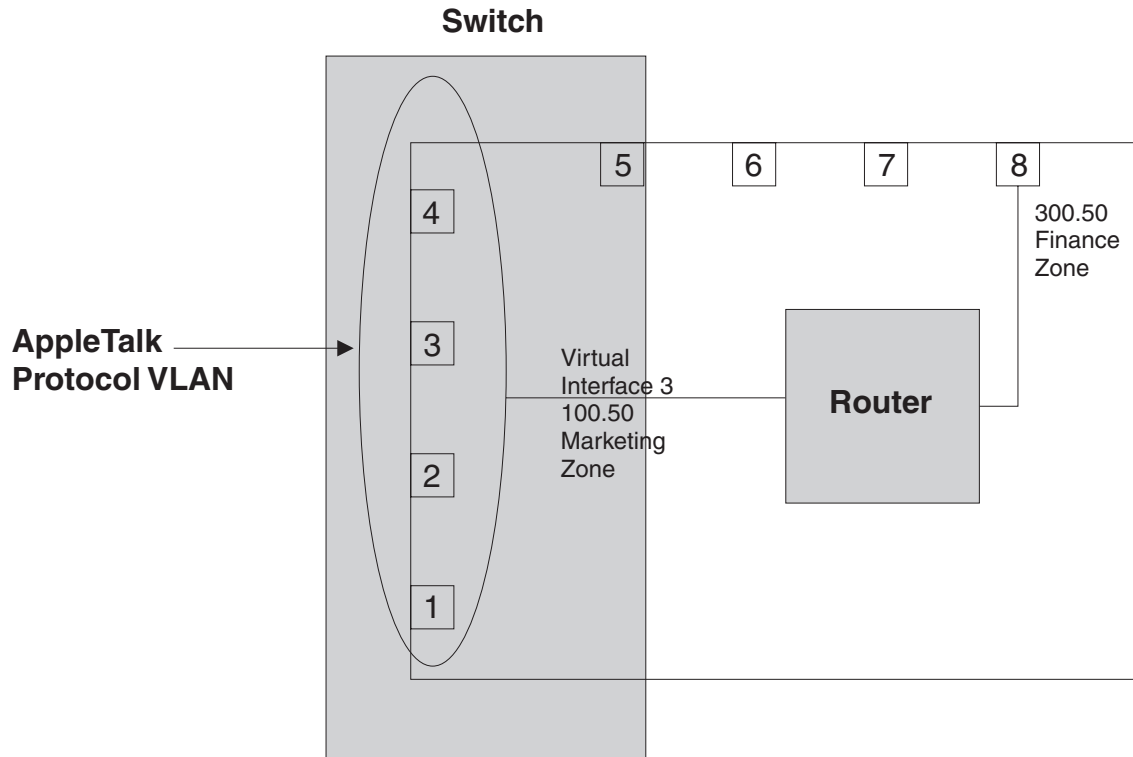 Switch
5
6
7
8
4
300.50
Finance
Zone
AppleTalk
Protocol VLAN
3
Virtual
Interface 3
100.50
Marketing
Zone
Router
2
1